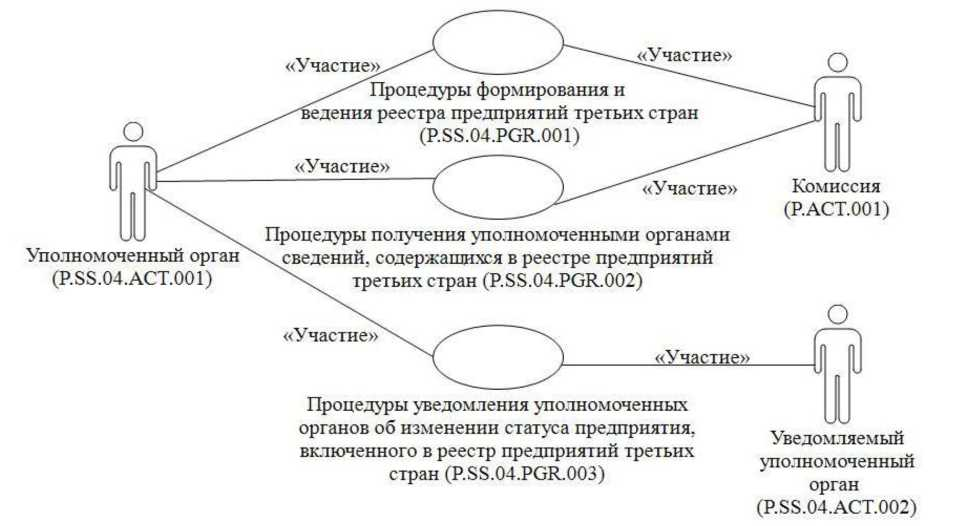 «Участие»
«Участие»
Процедуры формирования и
ведения реестра предприятий третьих стран
(P.SS.04.PGR.001)
«Участие»
«Участие»
Комиссия
(P.ACT.001)
Уполномоченный орган
(P.SS.04.ACT.001)
Процедуры получения уполномоченными органами
сведений, содержащихся в реестре предприятий
третьих стран (P.SS.04.PGR.002)
«Участие»
«Участие»
Процедуры уведомления уполномоченных
органов об изменении статуса предприятия,
включенного в реестр предприятий третьих
стран (P.SS.04.PGR.003)
Уведомляемый
уполномоченный
орган
(P.SS.04.ACT.002)